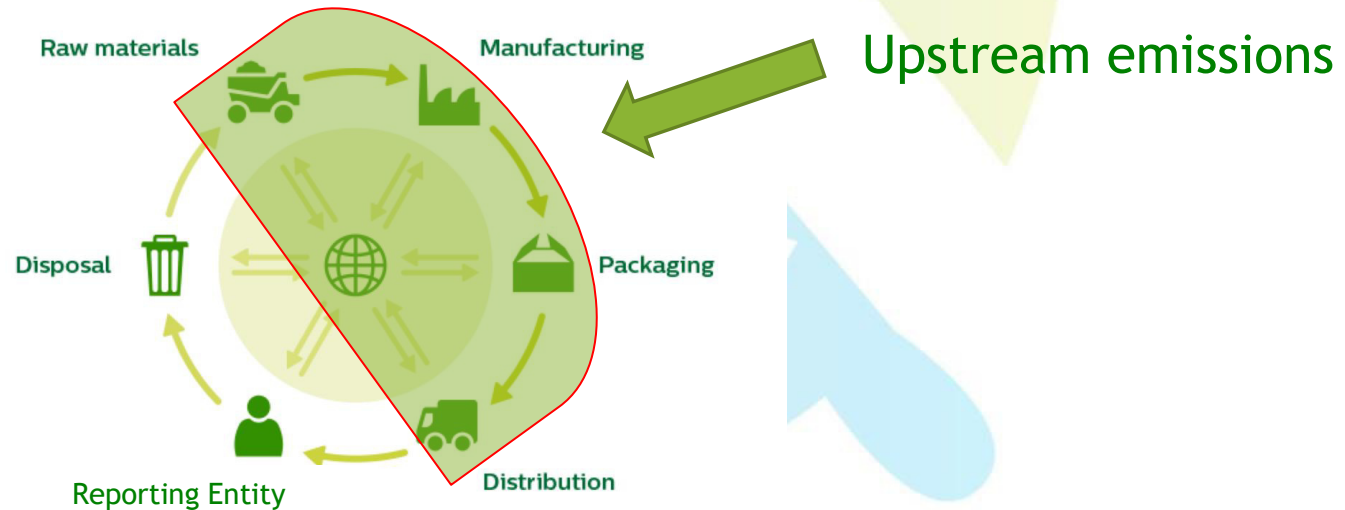 Raw materials
Manufacturing
Upstream emissions
Disposal
Packaging
Reporting Entity
Distribution